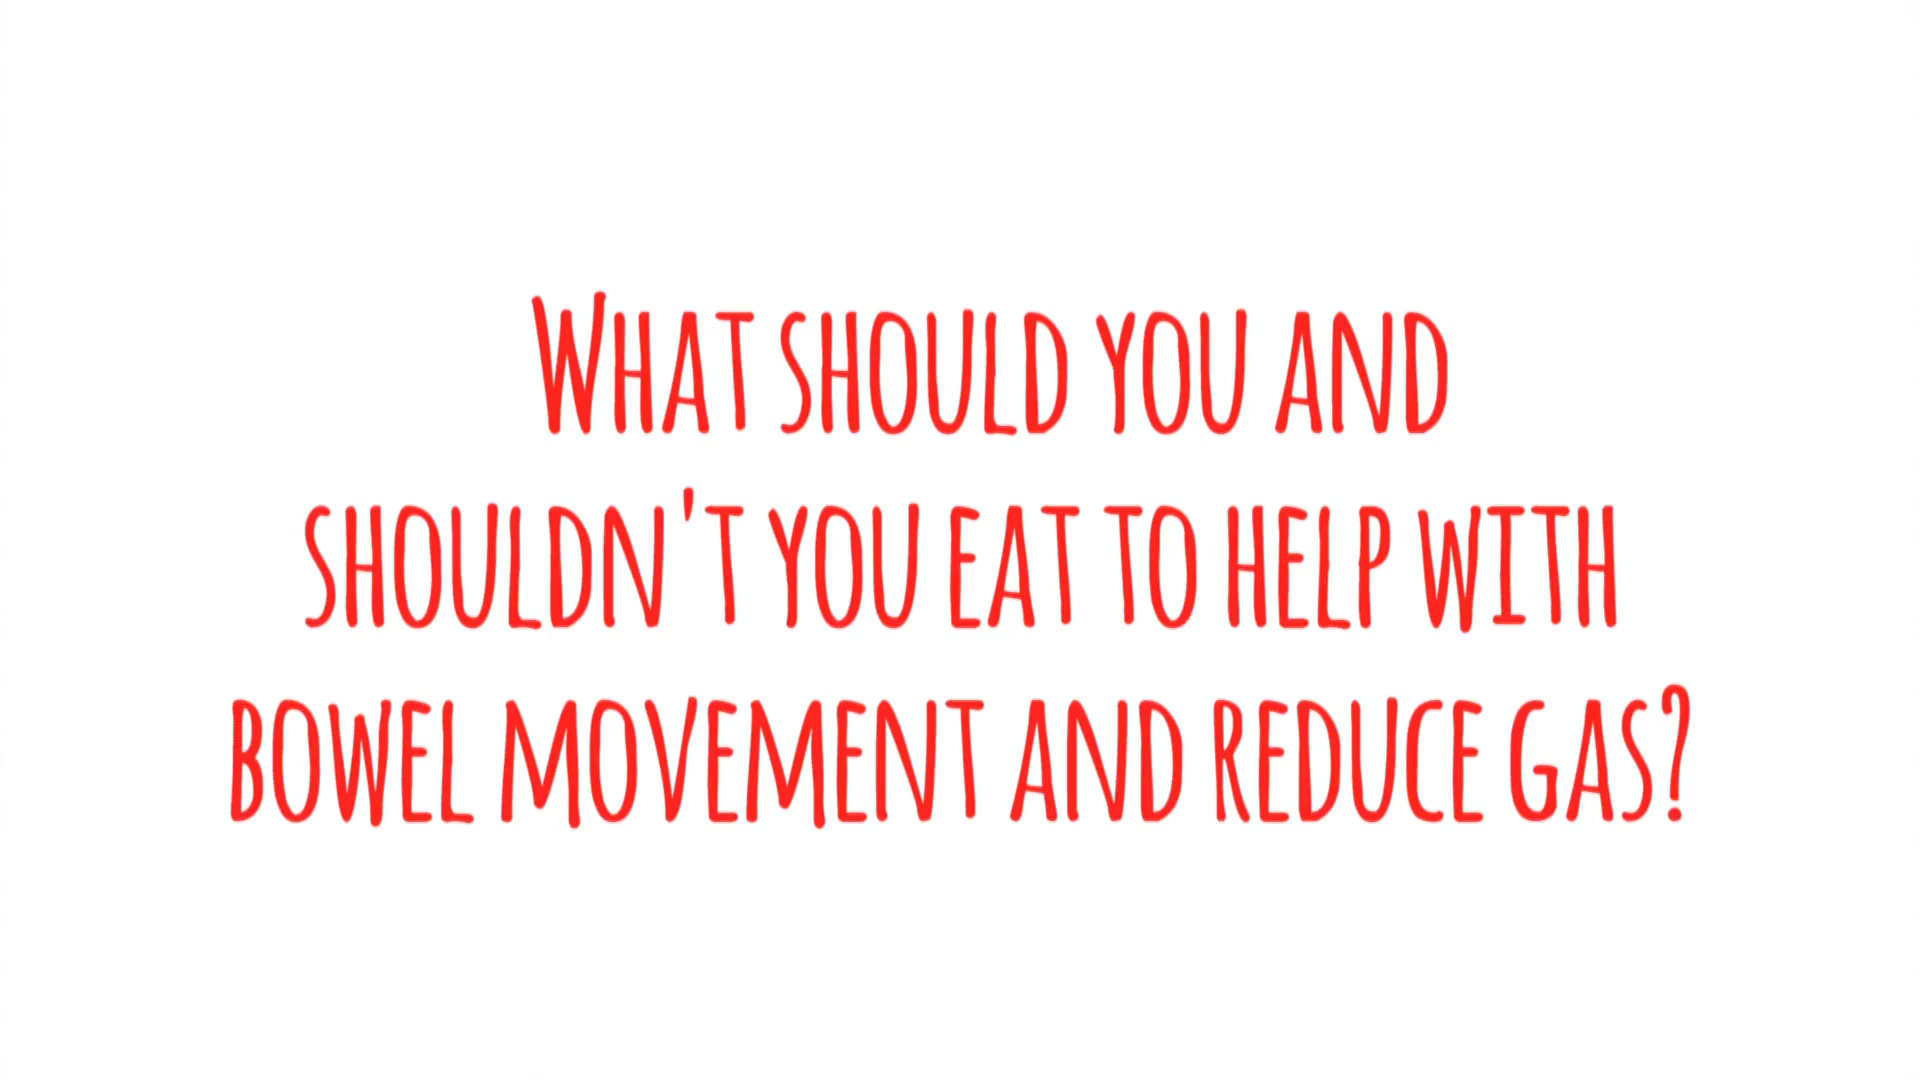 What should you and
shouldn't you eat to help with
bowel movement and reduce gas?